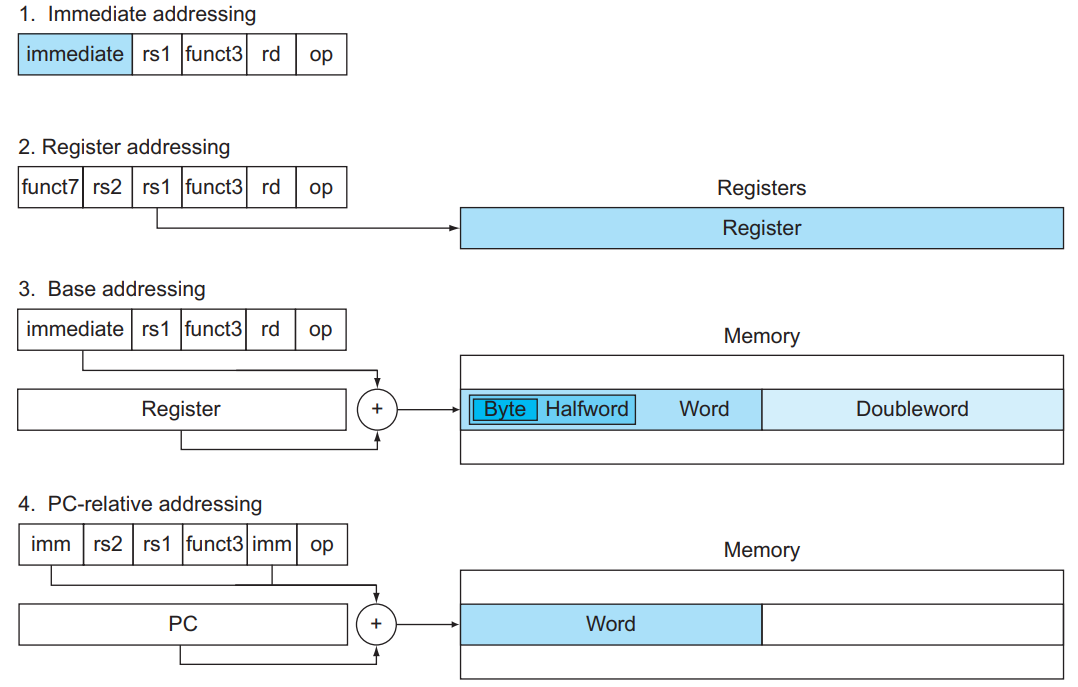 1. Immediate addressing
immediate rs1 funct3 rd op
2. Register addressing
funct7 rs2 rs1 funct3 rd op
Registers
Register
3. Base addressing
immediate rs1 funct3 rd op
Memory
Register + Byte Halfword Word Doubleword
4. PC-relative addressing
imm rs2 rs1 funct3 imm op
Memory
PC + Word